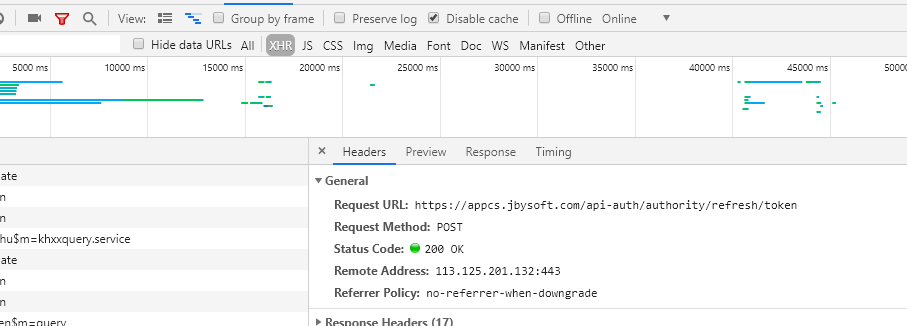 View: Group by frame Preserve log Disable cache Offline Online
Hide data URLs All XHR JS CSS Img Media Font Doc WS Manifest Other
5000 ms 10000 ms 15000 ms 20000 ms 25000 ms 30000 ms 35000 ms 40000 ms 45000 ms 50000
× Headers Preview Response Timing
General
ate
Request URL: https://appcs.jbysoft.com/api-auth/authority/refresh/token
n
Request Method: POST
n
hu$m=khxxquery.service
Status Code: 200 OK
ate
Remote Address: 113.125.201.132:443
n
Referrer Policy: no-referrer-when-downgrade
n
en$m=query
Response Headers (17)